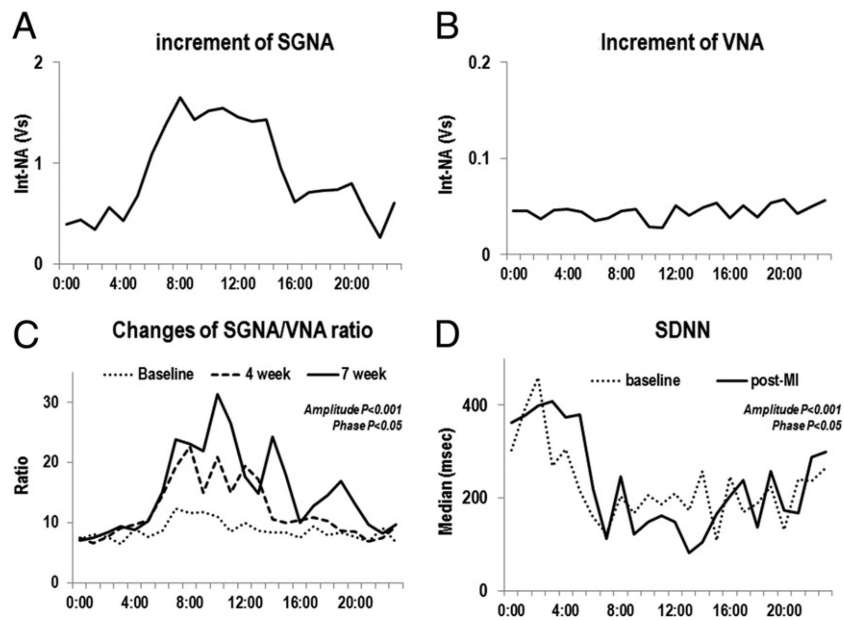 A
increment of SGNA
Int-NA (Vs)
2
1
0
0:00 4:00 8:00 12:00 16:00 20:00
B
Increment of VNA
Int-NA (Vs)
0.2
0.1
0
0:00 4:00 8:00 12:00 16:00 20:00
C
Changes of SGNA/VNA ratio
Baseline 4 week 7 week
Amplitude P<0.001
Phase P<0.05
Ratio
30
20
10
0
0:00 4:00 8:00 12:00 16:00 20:00
D
SDNN
baseline post-MI
Amplitude P<0.001
Phase P<0.05
Median (msec)
400
200
0
0:00 4:00 8:00 12:00 16:00 20:00